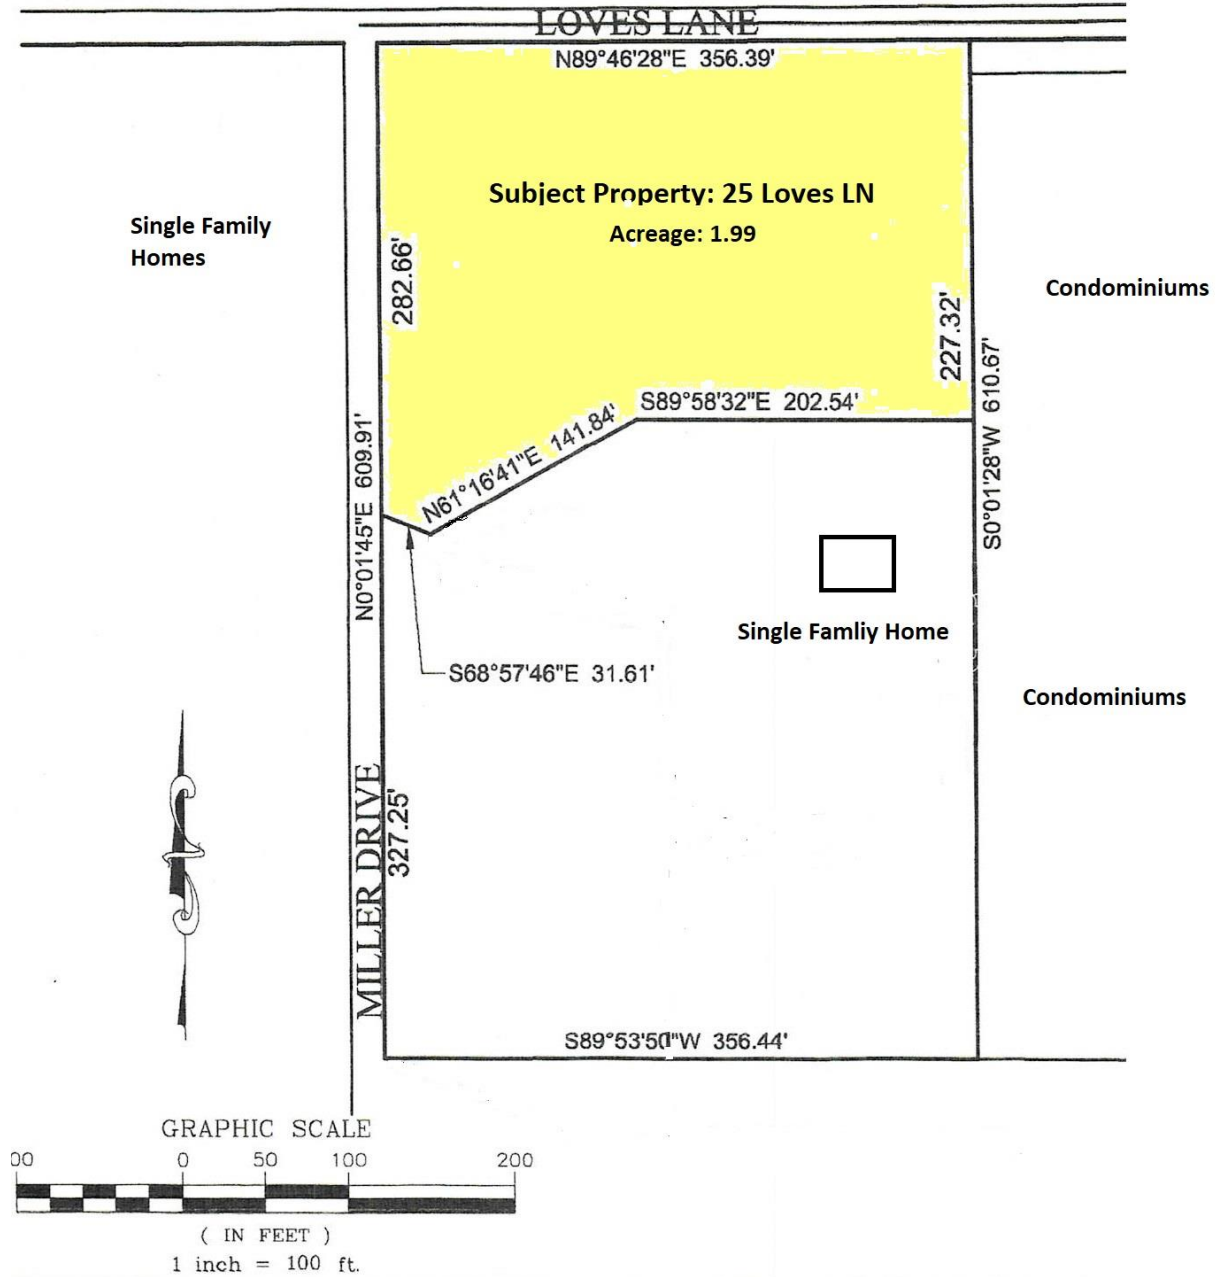 LOVES LANE
N89°46'28"E 356.39'
Subject Property: 25 Loves LN
Acreage: 1.99
Single Family
Homes
282.66'
Condominiums
227.32'
S0°01'28"W 610.67'
S89°58'32"E 202.54'
N61°16'41"E 141.84'
N0°01'45"E 609.91'
Single Famliy Home
S68°57'46"E 31.61'
Condominiums
MILLER DRIVE
327.25'
S89°53'50"W 356.44'
GRAPHIC SCALE
00 0 50 100 200
( IN FEET )
1 inch = 100 ft.